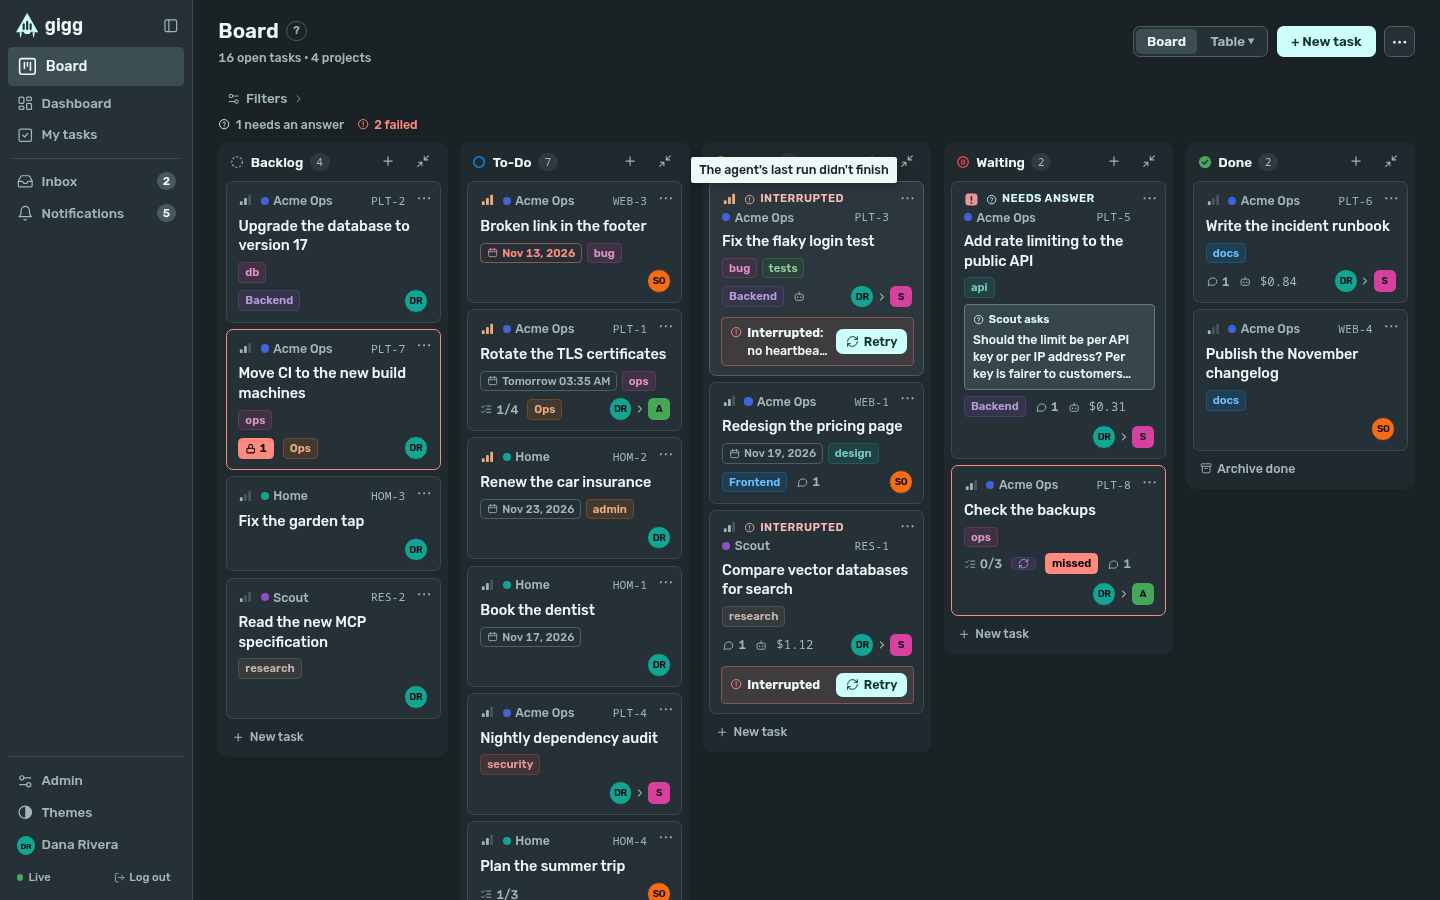 gigg
Board
Dashboard
My tasks
Inbox 2
Notifications 5
Admin
Themes
DR Dana Rivera
Live Log out
Board ?
16 open tasks • 4 projects
Board Table ▾ + New task ...
Filters >
1 needs an answer 2 failed
Backlog 4 +
Acme Ops PLT-2 ...
Upgrade the database to
version 17
db
Backend DR
Acme Ops PLT-7 ...
Move CI to the new build
machines
ops
1 Ops DR
Home HOM-3 ...
Fix the garden tap
DR
Scout RES-2 ...
Read the new MCP
specification
research
DR
+ New task
To-Do 7 +
Acme Ops WEB-3 ...
Broken link in the footer
Nov 13, 2026 bug
SO
Acme Ops PLT-1 ...
Rotate the TLS certificates
Tomorrow 03:35 AM ops
1/4 Ops DR > A
Home HOM-2 ...
Renew the car insurance
Nov 23, 2026 admin
DR
Home HOM-1 ...
Book the dentist
Nov 17, 2026
DR
Acme Ops PLT-4 ...
Nightly dependency audit
security
DR > S
Home HOM-4 ...
Plan the summer trip
1/3 SO
The agent's last run didn't finish
INTERRUPTED ...
Acme Ops PLT-3
Fix the flaky login test
bug tests
Backend DR > S
Interrupted:
no heartbea...
Retry
Acme Ops WEB-1 ...
Redesign the pricing page
Nov 19, 2026 design
Frontend 1 SO
INTERRUPTED ...
Scout RES-1
Compare vector databases
for search
research
1 $1.12 DR > S
Interrupted Retry
+ New task
Waiting 2 +
NEEDS ANSWER ...
Acme Ops PLT-5
Add rate limiting to the
public API
api
Scout asks
Should the limit be per API
key or per IP address? Per
key is fairer to customers...
Backend 1 $0.31
DR > S
Acme Ops PLT-8 ...
Check the backups
ops
0/3 missed 1
DR > A
+ New task
Done 2 +
Acme Ops PLT-6 ...
Write the incident runbook
docs
1 $0.84 DR > S
Acme Ops WEB-4 ...
Publish the November
changelog
docs
SO
Archive done